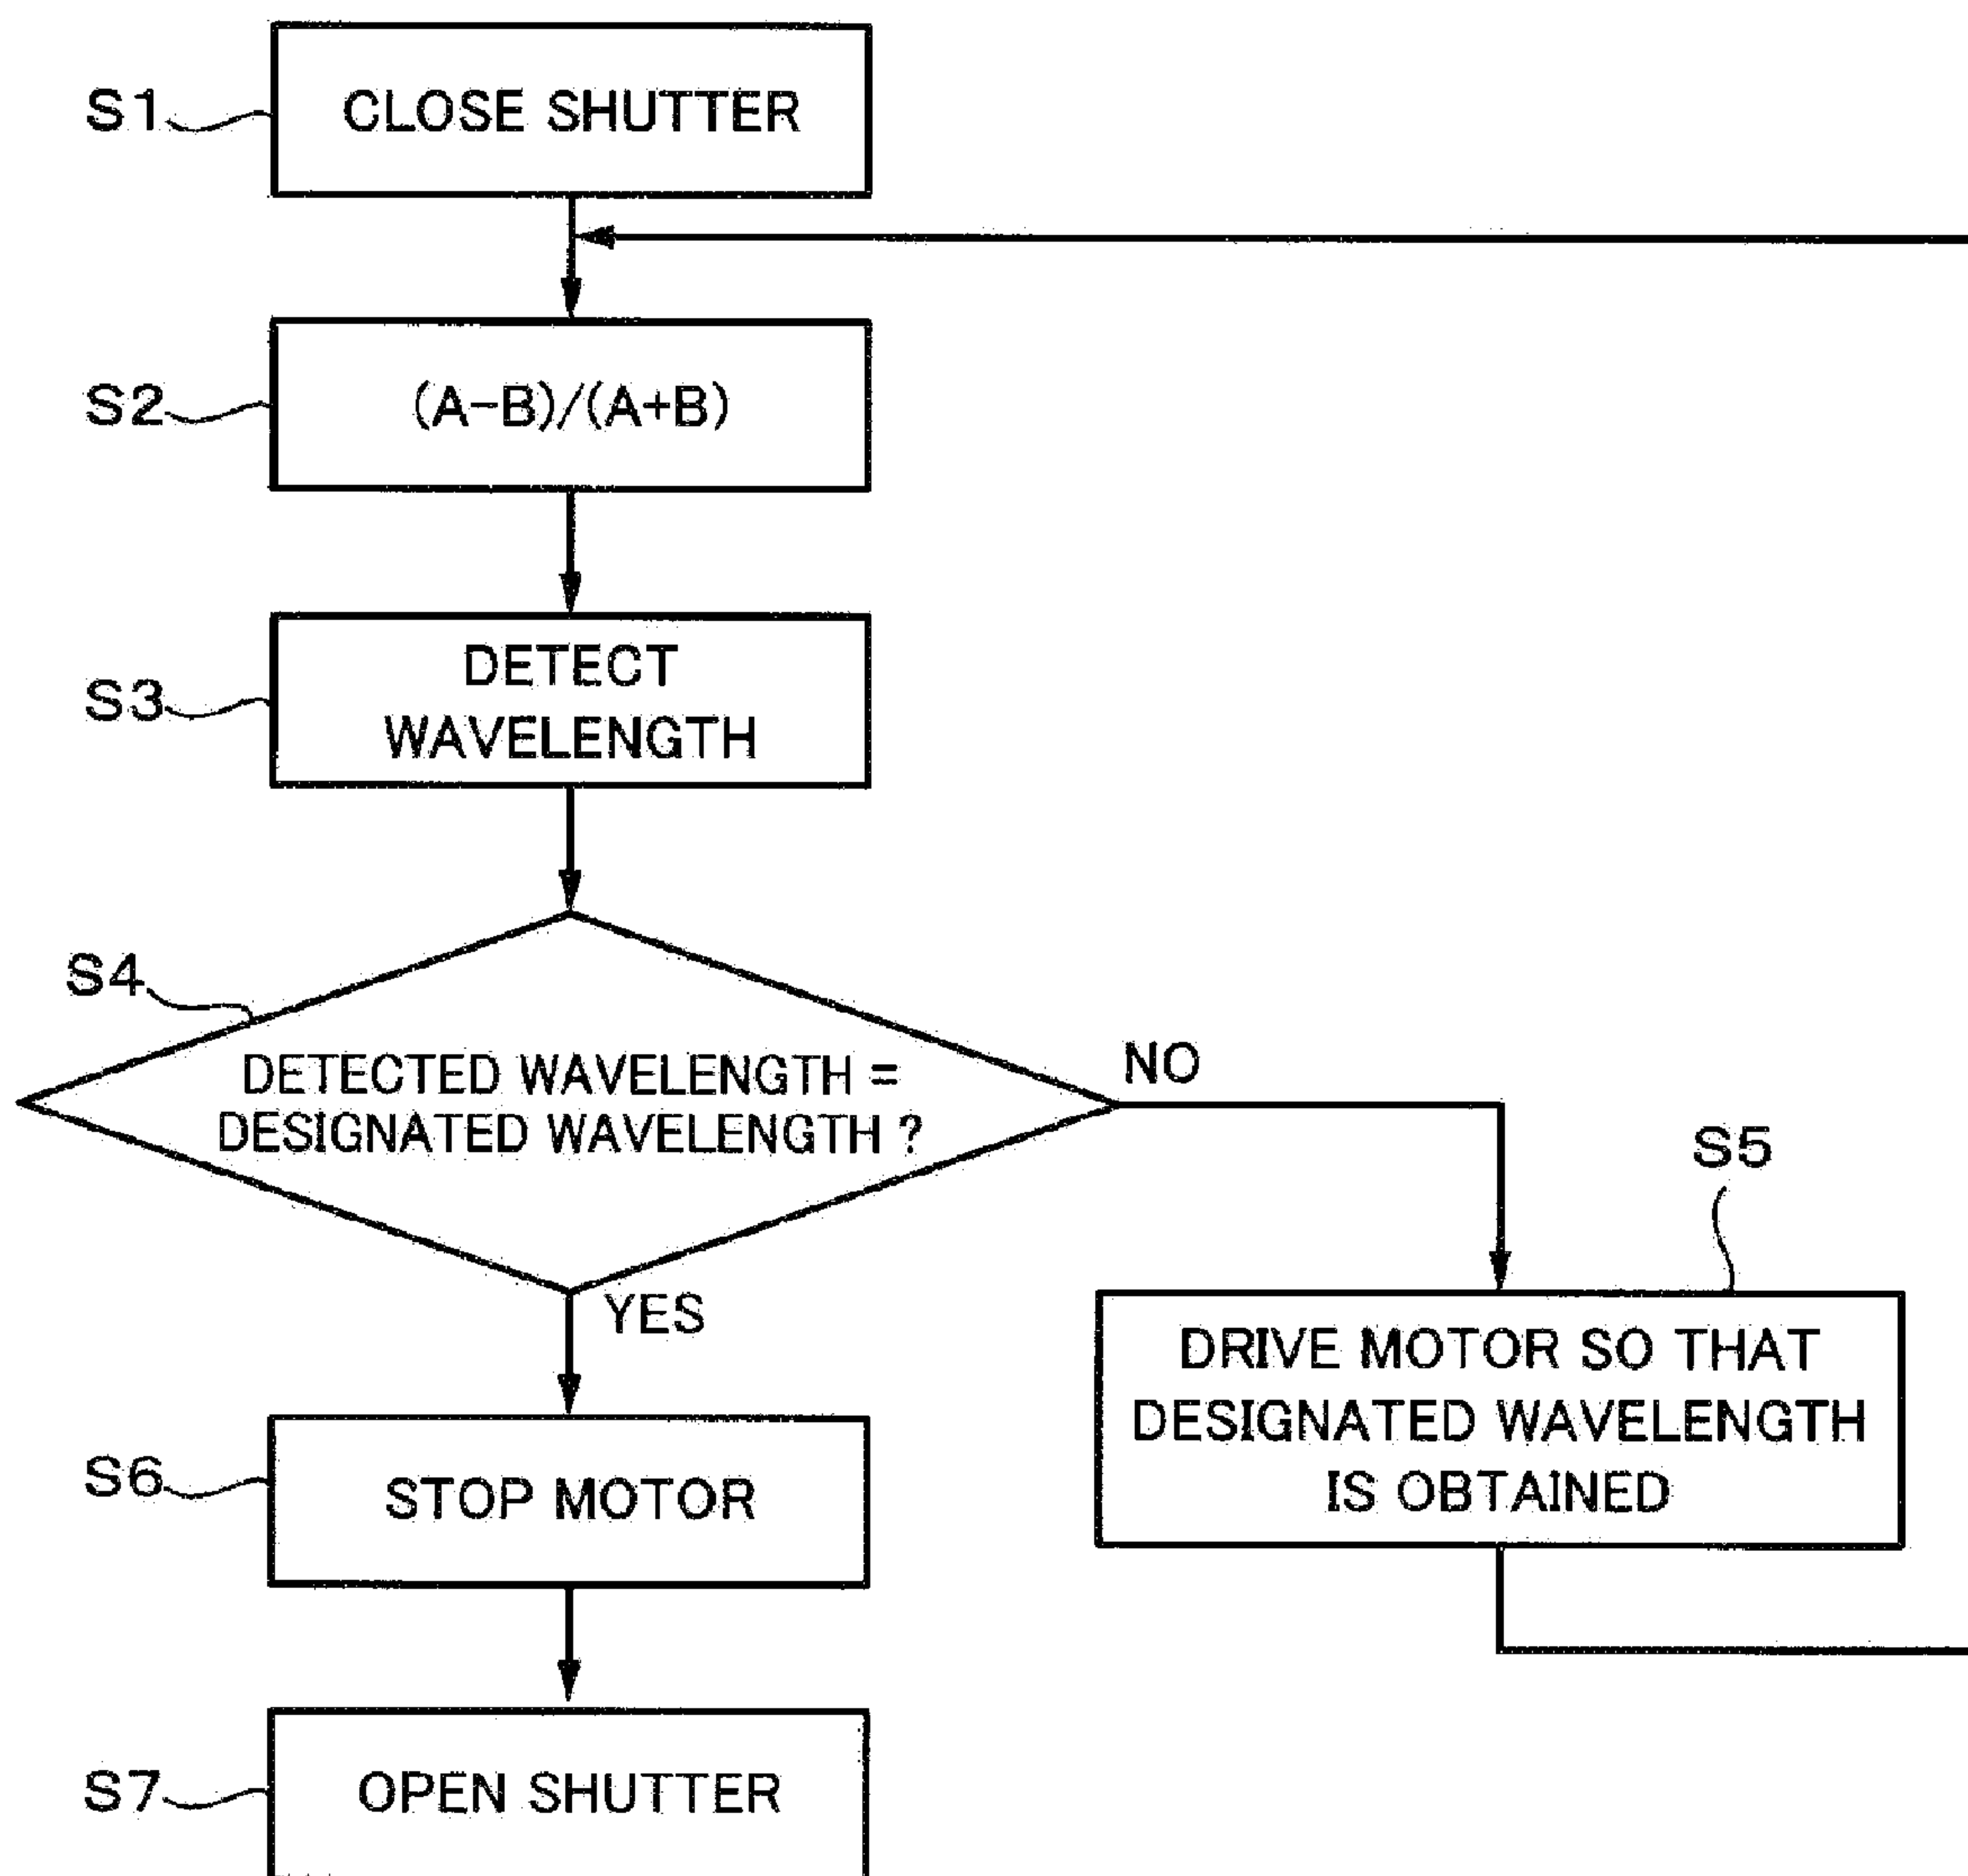 S1
CLOSE SHUTTER
S2
(A-B)/(A+B)
S3
DETECT
WAVELENGTH
S4
DETECTED WAVELENGTH =
DESIGNATED WAVELENGTH ?
NO
YES
S5
DRIVE MOTOR SO THAT
DESIGNATED WAVELENGTH
IS OBTAINED
S6
STOP MOTOR
S7
OPEN SHUTTER